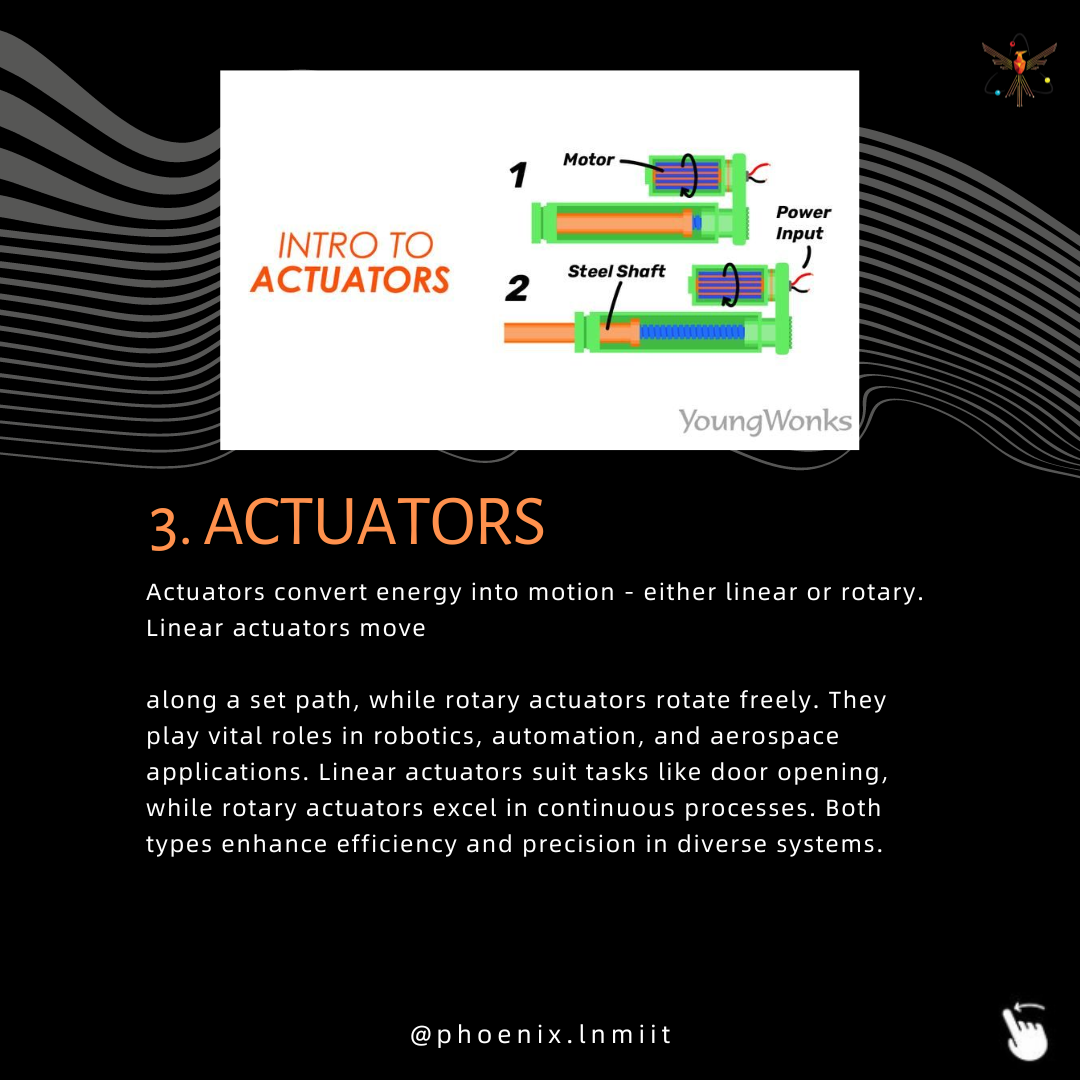 1
Motor
Power
Input
INTRO TO
ACTUATORS
2
Steel Shaft
YoungWonks
3. ACTUATORS
Actuators convert energy into motion - either linear or rotary.
Linear actuators move
along a set path, while rotary actuators rotate freely. They
play vital roles in robotics, automation, and aerospace
applications. Linear actuators suit tasks like door opening,
while rotary actuators excel in continuous processes. Both
types enhance efficiency and precision in diverse systems.
@phoenix.lnmiit